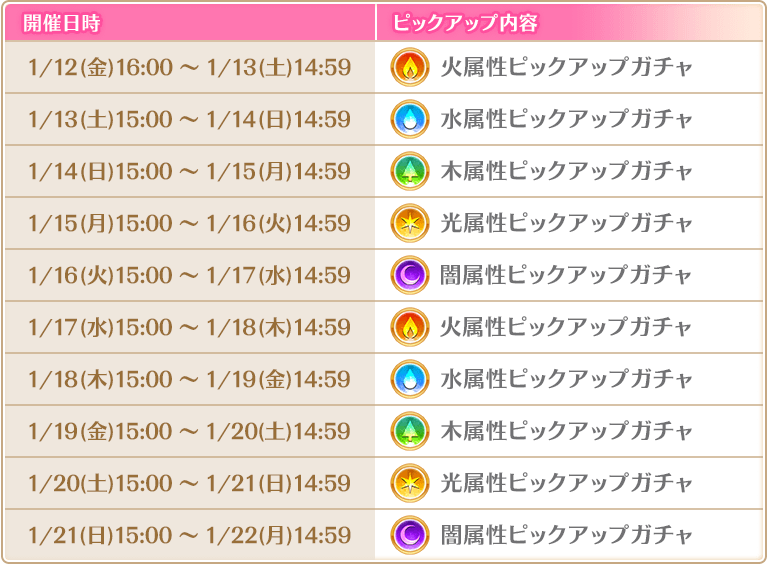 開催日時 ピックアップ内容
1/12(金)16:00 ～ 1/13(土)14:59 火属性ピックアップガチャ
1/13(土)15:00 ～ 1/14(日)14:59 水属性ピックアップガチャ
1/14(日)15:00 ～ 1/15(月)14:59 木属性ピックアップガチャ
1/15(月)15:00 ～ 1/16(火)14:59 光属性ピックアップガチャ
1/16(火)15:00 ～ 1/17(水)14:59 闇属性ピックアップガチャ
1/17(水)15:00 ～ 1/18(木)14:59 火属性ピックアップガチャ
1/18(木)15:00 ～ 1/19(金)14:59 水属性ピックアップガチャ
1/19(金)15:00 ～ 1/20(土)14:59 木属性ピックアップガチャ
1/20(土)15:00 ～ 1/21(日)14:59 光属性ピックアップガチャ
1/21(日)15:00 ～ 1/22(月)14:59 闇属性ピックアップガチャ